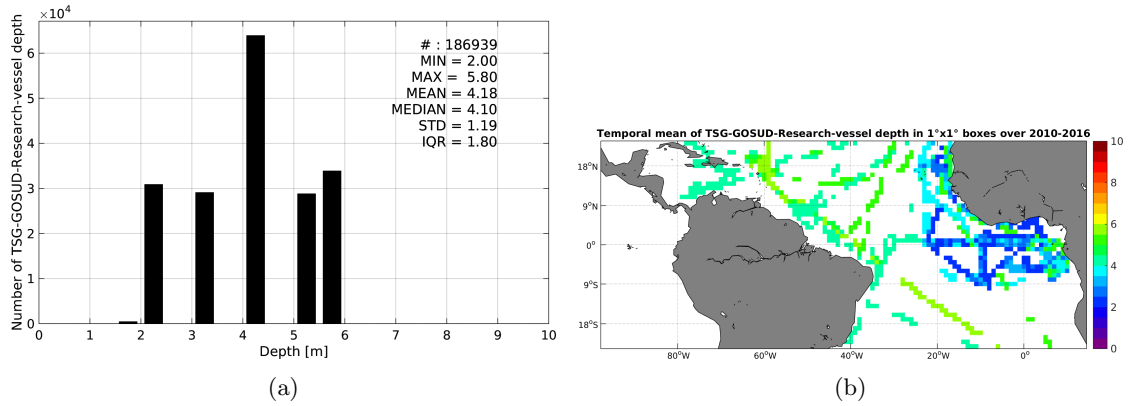 ×10⁴
Number of TSG-GOSUD-Research-vessel depth
6
5
4
3
2
1
0
# : 186939
MIN = 2.00
MAX = 5.80
MEAN = 4.18
MEDIAN = 4.10
STD = 1.19
IQR = 1.80
0 1 2 3 4 5 6 7 8 9 10
Depth [m]
(a)
Temporal mean of TSG-GOSUD-Research-vessel depth in 1°x1° boxes over 2010-2016
18°N
9°N
0°
9°S
18°S
80°W 60°W 40°W 20°W 0°
10
8
6
4
2
0
(b)